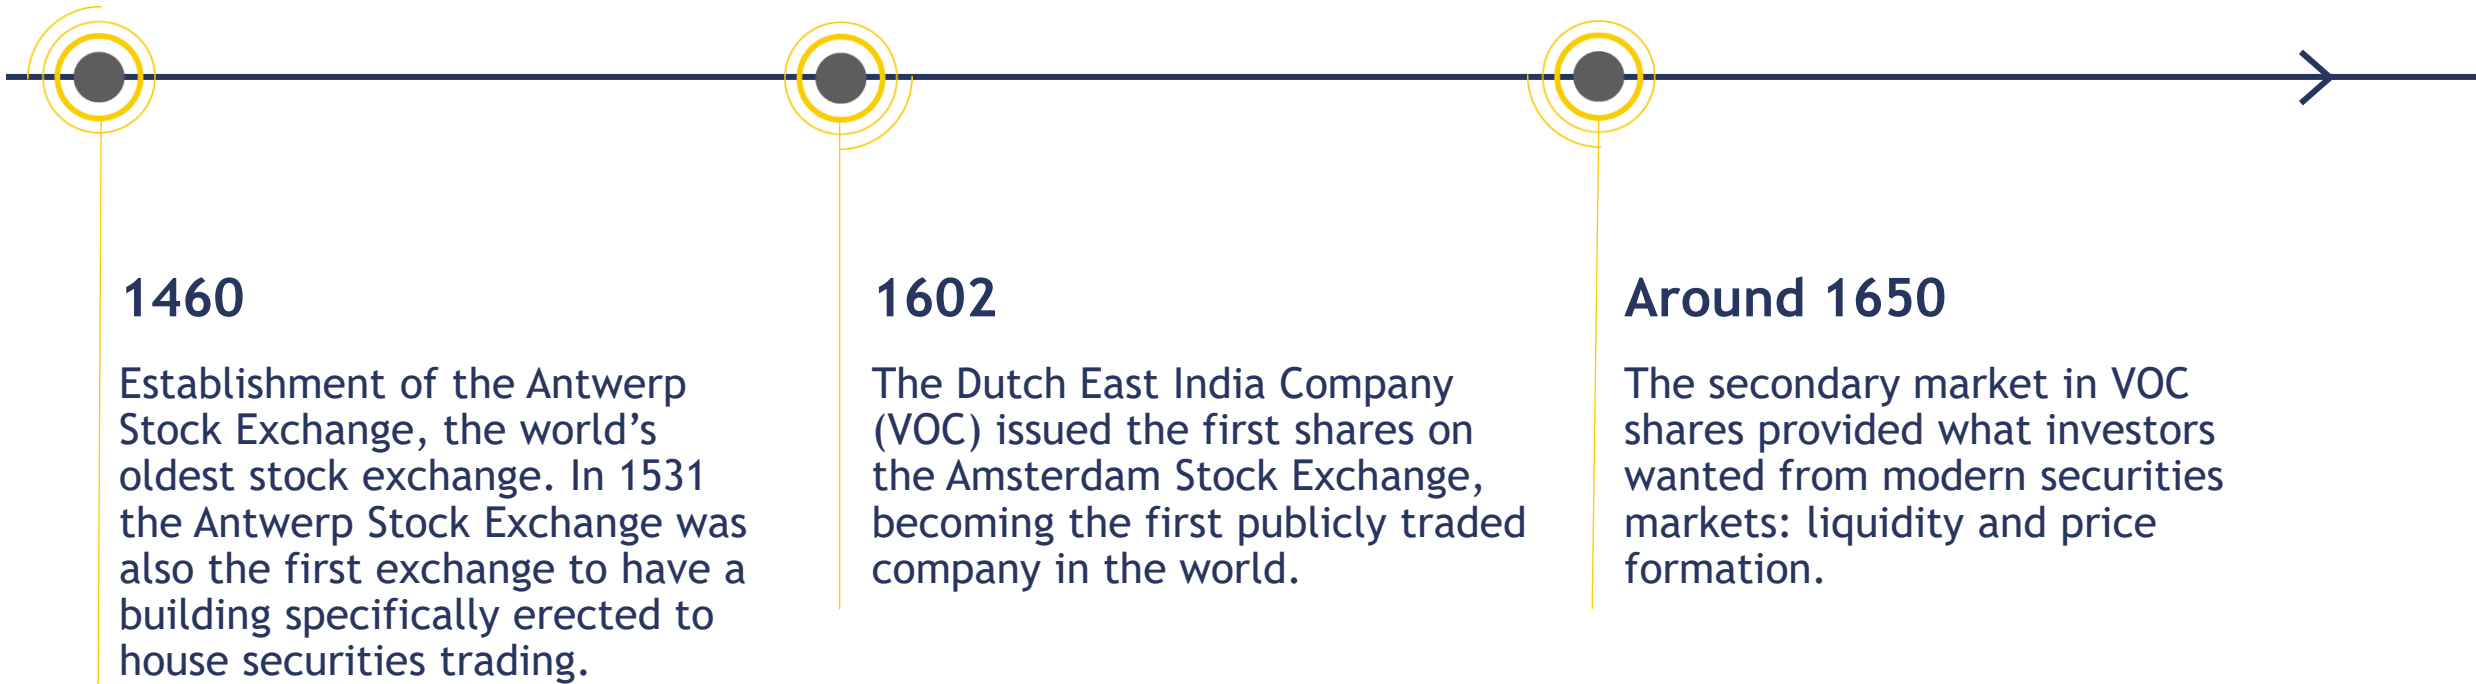 1460
Establishment of the Antwerp
Stock Exchange, the world’s
oldest stock exchange. In 1531
the Antwerp Stock Exchange was
also the first exchange to have a
building specifically erected to
house securities trading.
1602
The Dutch East India Company
(VOC) issued the first shares on
the Amsterdam Stock Exchange,
becoming the first publicly traded
company in the world.
Around 1650
The secondary market in VOC
shares provided what investors
wanted from modern securities
markets: liquidity and price
formation.